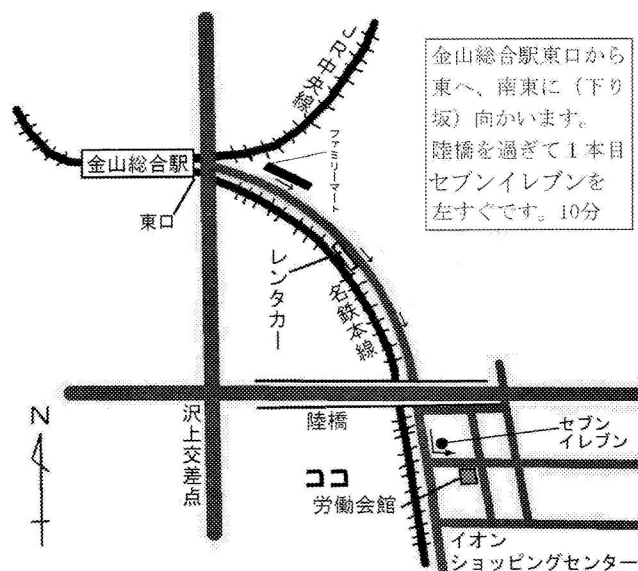 金山総合駅東口から
東へ、南東に（下り
坂）向かいます。
陸橋を過ぎて１本目
セブンイレブンを
左すぐです。10分
JR中央線
ファミリーマート
金山総合駅
東口
レンタカー
名鉄本線
沢上交差点
陸橋
セブン
イレブン
ココ
労働会館
イオン
ショッピングセンター
N